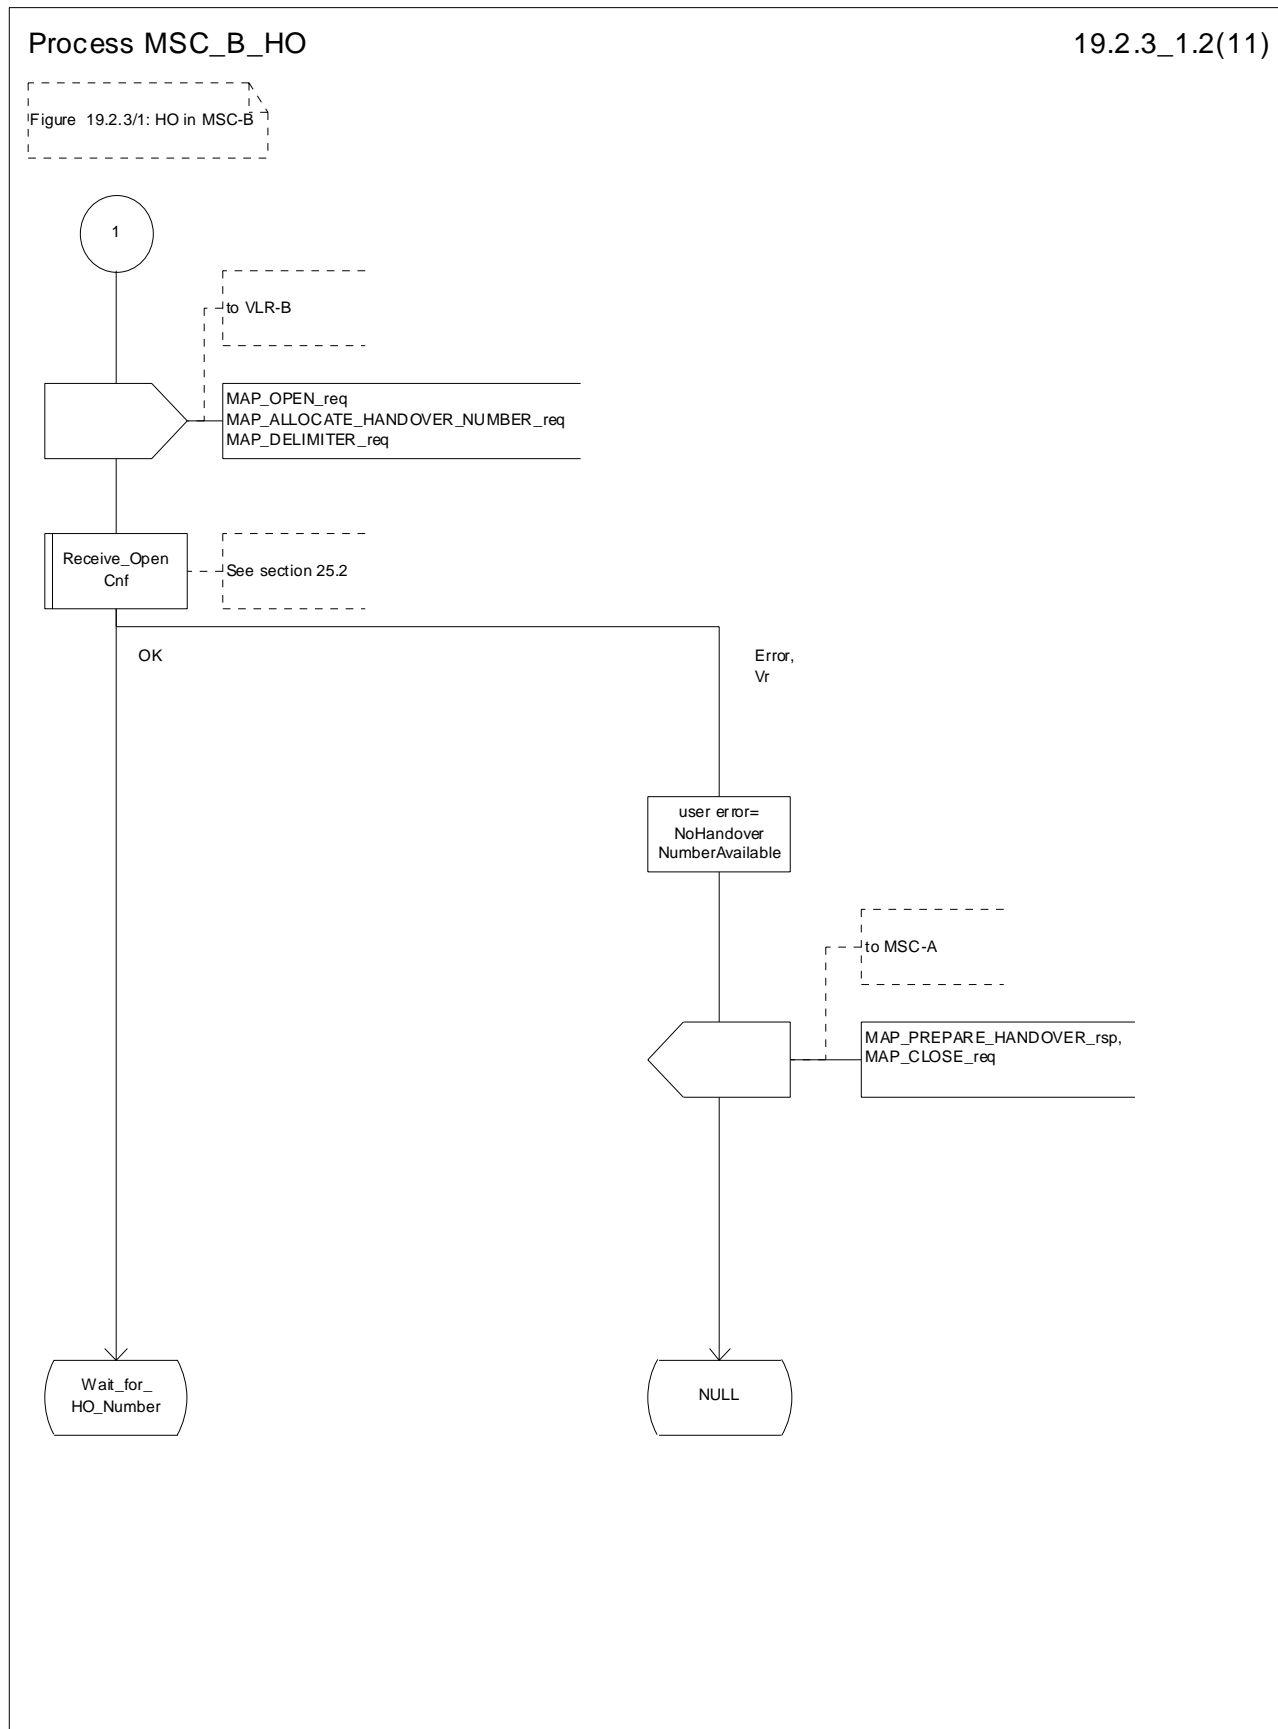 Process MSC_B_HO
19.2.3_1.2(11)
Figure 19.2.3/1: HO in MSC-B
1
to VLR-B
MAP_OPEN_req
MAP_ALLOCATE_HANDOVER_NUMBER_req
MAP_DELIMITER_req
Receive_Open
Cnf
See section 25.2
OK
Error,
Vr
user error=
NoHandover
NumberAvailable
to MSC-A
MAP_PREPARE_HANDOVER_rsp,
MAP_CLOSE_req
Wait_for_
HO_Number
NULL